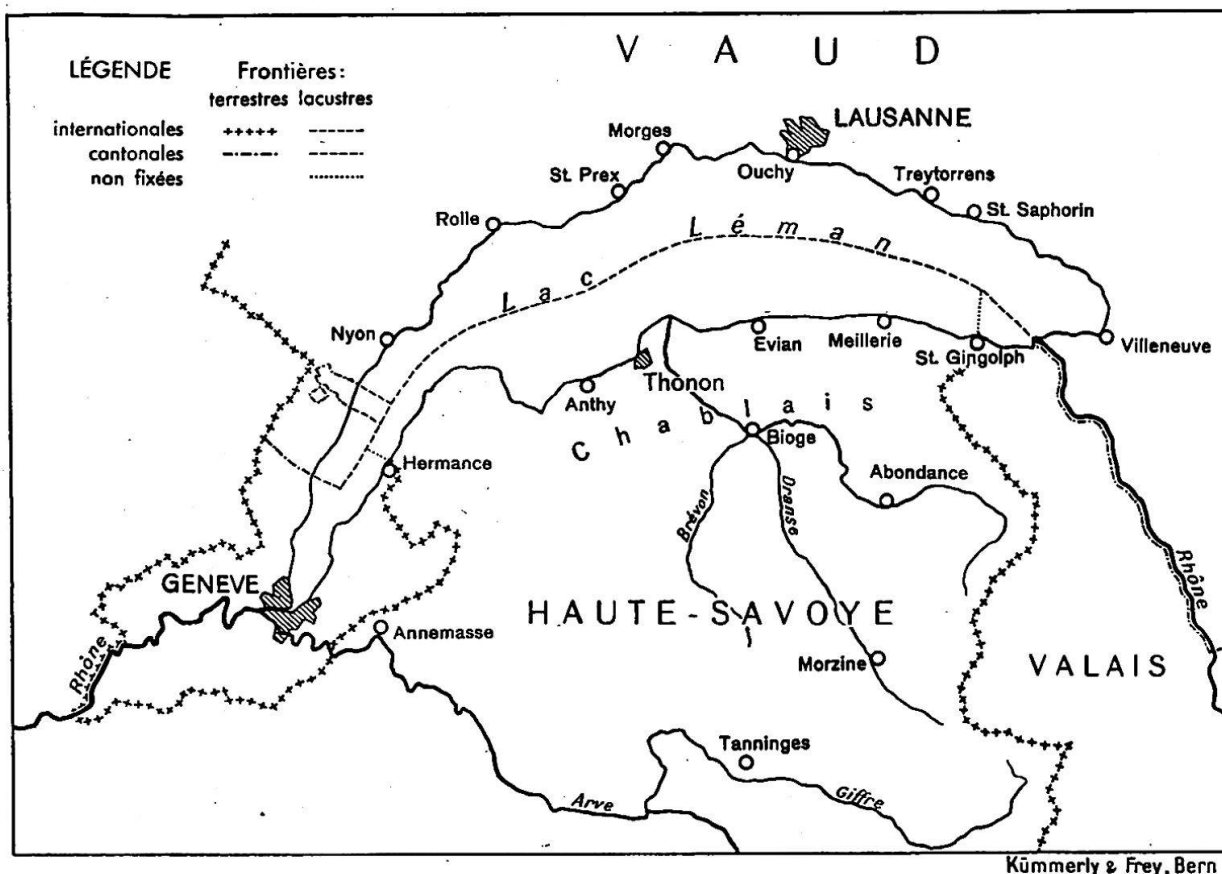 VAUD
LÉGENDE
Frontières:
terrestres lacustres
internationales
cantonales
non fixées
LAUSANNE
Morges
Ouchy
St. Prex
Treytorrens
St. Saphorin
Rolle
Lac Léman
Nyon
Evian
Meillerie
St. Gingolph
Villeneuve
Thonon
Anthy
Chablais
Bioge
Hermance
Abondance
Brévon
Dranse
Rhône
GENEVE
HAUTE-SAVOYE
Annemasse
Rhône
Morzine
VALAIS
Tanninges
Arve
Giffre
Kümmerly & Frey, Bern